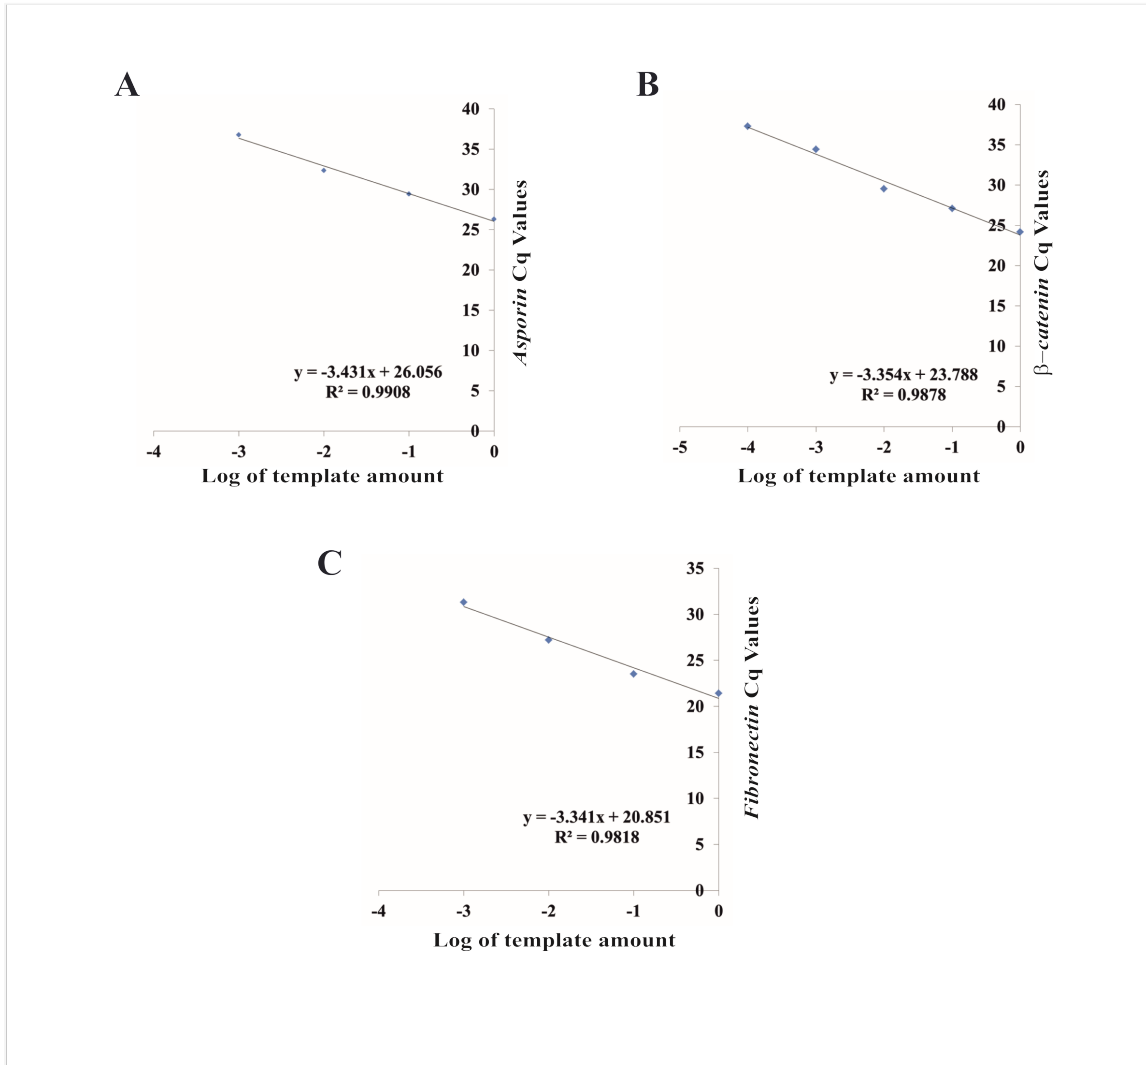 A
40
35
30
25
20
15
10
5
0
Asporin Cq Values
y = -3.431x + 26.056
R² = 0.9908
-4 -3 -2 -1 0
Log of template amount
B
40
35
30
25
20
15
10
5
0
β−catenin Cq Values
y = -3.354x + 23.788
R² = 0.9878
-5 -4 -3 -2 -1 0
Log of template amount
C
35
30
25
20
15
10
5
0
Fibronectin Cq Values
y = -3.341x + 20.851
R² = 0.9818
-4 -3 -2 -1 0
Log of template amount